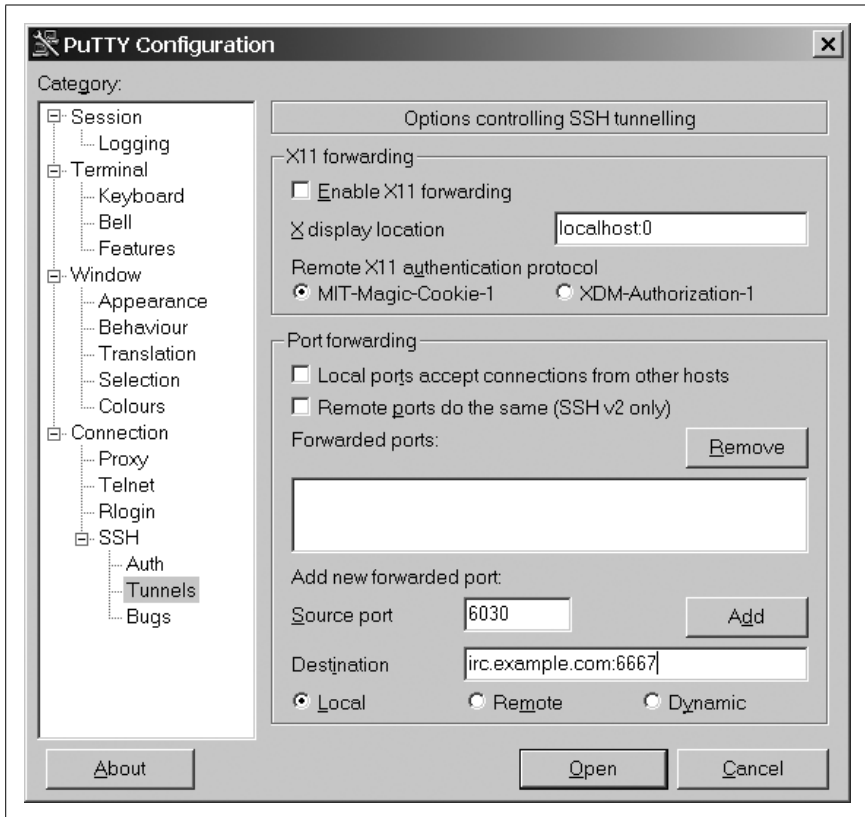 PuTTY Configuration
Category:
Session
Logging
Terminal
Keyboard
Bell
Features
Window
Appearance
Behaviour
Translation
Selection
Colours
Connection
Proxy
Telnet
Rlogin
SSH
Auth
Tunnels
Bugs
Options controlling SSH tunnelling
X11 forwarding
Enable X11 forwarding
X display location localhost:0
Remote X11 authentication protocol
MIT-Magic-Cookie-1 XDM-Authorization-1
Port forwarding
Local ports accept connections from other hosts
Remote ports do the same (SSH v2 only)
Forwarded ports: Remove
Add new forwarded port:
Source port 6030 Add
Destination irc.example.com:6667
Local Remote Dynamic
About Open Cancel